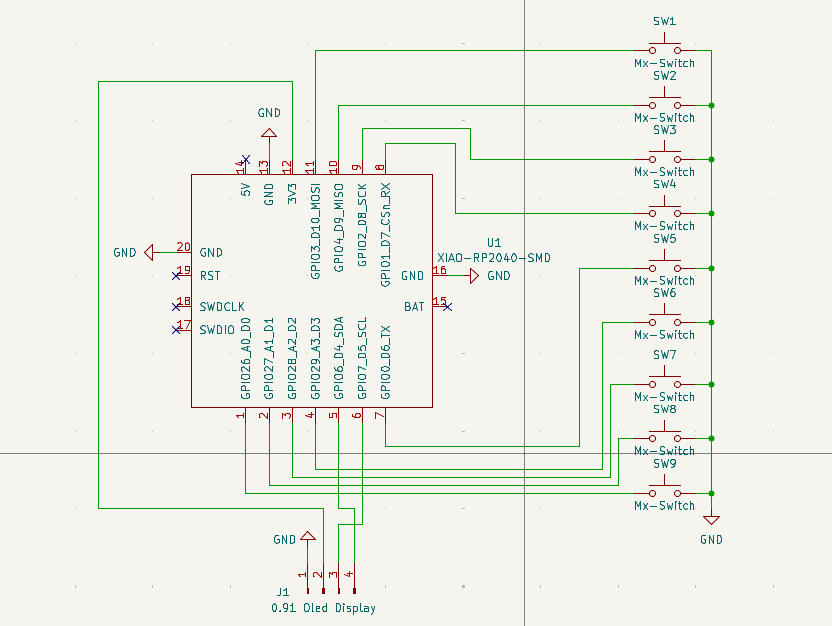 SW1
Mx-Switch
SW2
Mx-Switch
SW3
Mx-Switch
SW4
Mx-Switch
SW5
Mx-Switch
SW6
Mx-Switch
SW7
Mx-Switch
SW8
Mx-Switch
SW9
Mx-Switch
GND
GND
14
13
12
11
10
9
8
5V
GND
3V3
GPIO3_D10_MOSI
GPIO4_D9_MISO
GPIO2_D8_SCK
GPIO1_D7_CSn_RX
U1
XIAO-RP2040-SMD
GND 20 GND
19 RST
18 SWDCLK
17 SWDIO
GND 16 GND
BAT 15
GPIO26_A0_D0
GPIO27_A1_D1
GPIO28_A2_D2
GPIO29_A3_D3
GPIO6_D4_SDA
GPIO7_D5_SCL
GPIO0_D6_TX
1
2
3
4
5
6
7
GND
1
2
3
4
J1
0.91 Oled Display